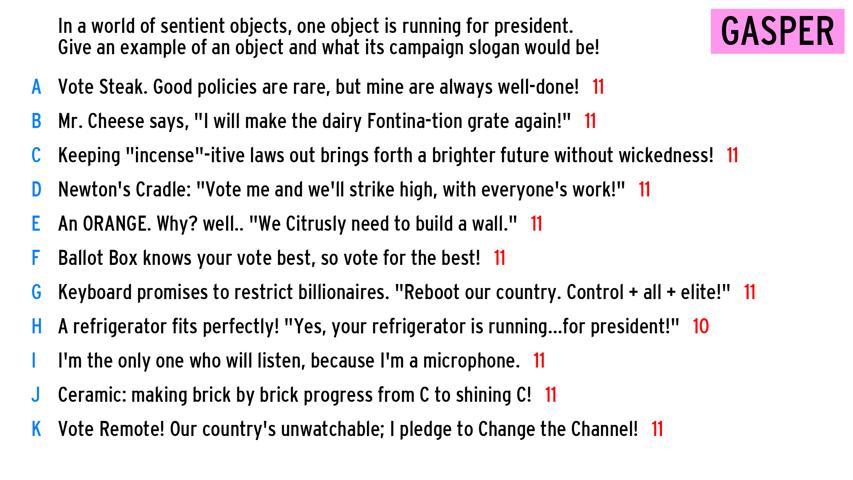 In a world of sentient objects, one object is running for president.
Give an example of an object and what its campaign slogan would be!
GASPER
A Vote Steak. Good policies are rare, but mine are always well-done! 11
B Mr. Cheese says, "I will make the dairy Fontina-tion grate again!" 11
C Keeping "incense"-itive laws out brings forth a brighter future without wickedness! 11
D Newton's Cradle: "Vote me and we'll strike high, with everyone's work!" 11
E An ORANGE. Why? well.. "We Citrusly need to build a wall." 11
F Ballot Box knows your vote best, so vote for the best! 11
G Keyboard promises to restrict billionaires. "Reboot our country. Control + all + elite!" 11
H A refrigerator fits perfectly! "Yes, your refrigerator is running...for president!" 10
I I'm the only one who will listen, because I'm a microphone. 11
J Ceramic: making brick by brick progress from C to shining C! 11
K Vote Remote! Our country's unwatchable; I pledge to Change the Channel! 11